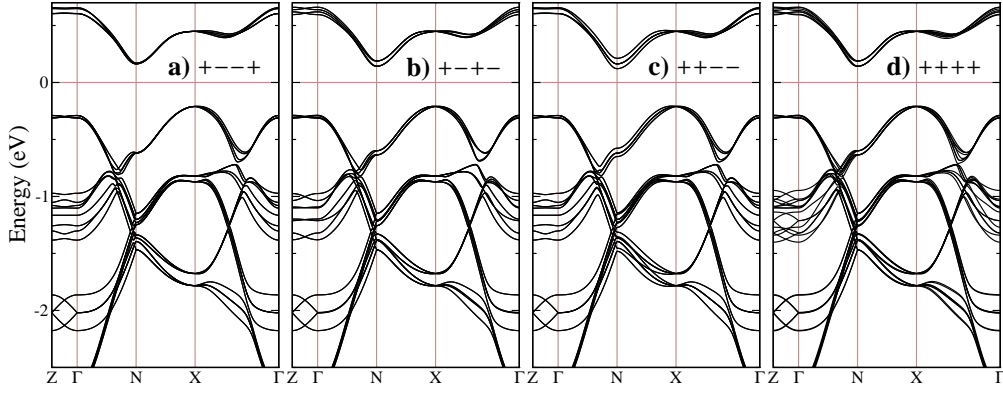 a) +--+
b) +-+-
c) ++--
d) ++++
Energy (eV)
0
-1
-2
Z Γ N X Γ
Z Γ N X Γ
Z Γ N X Γ
Z Γ N X Γ